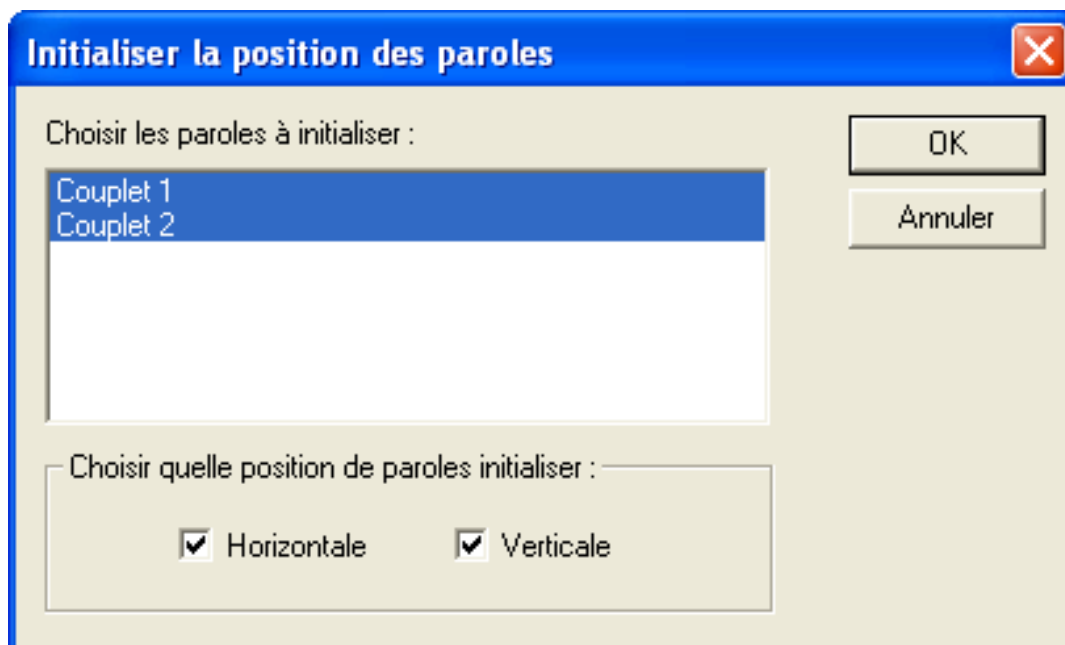 Initialiser la position des paroles
Choisir les paroles à initialiser :
OK
Couplet 1
Couplet 2
Annuler
Choisir quelle position de paroles initialiser :
Horizontale
Verticale